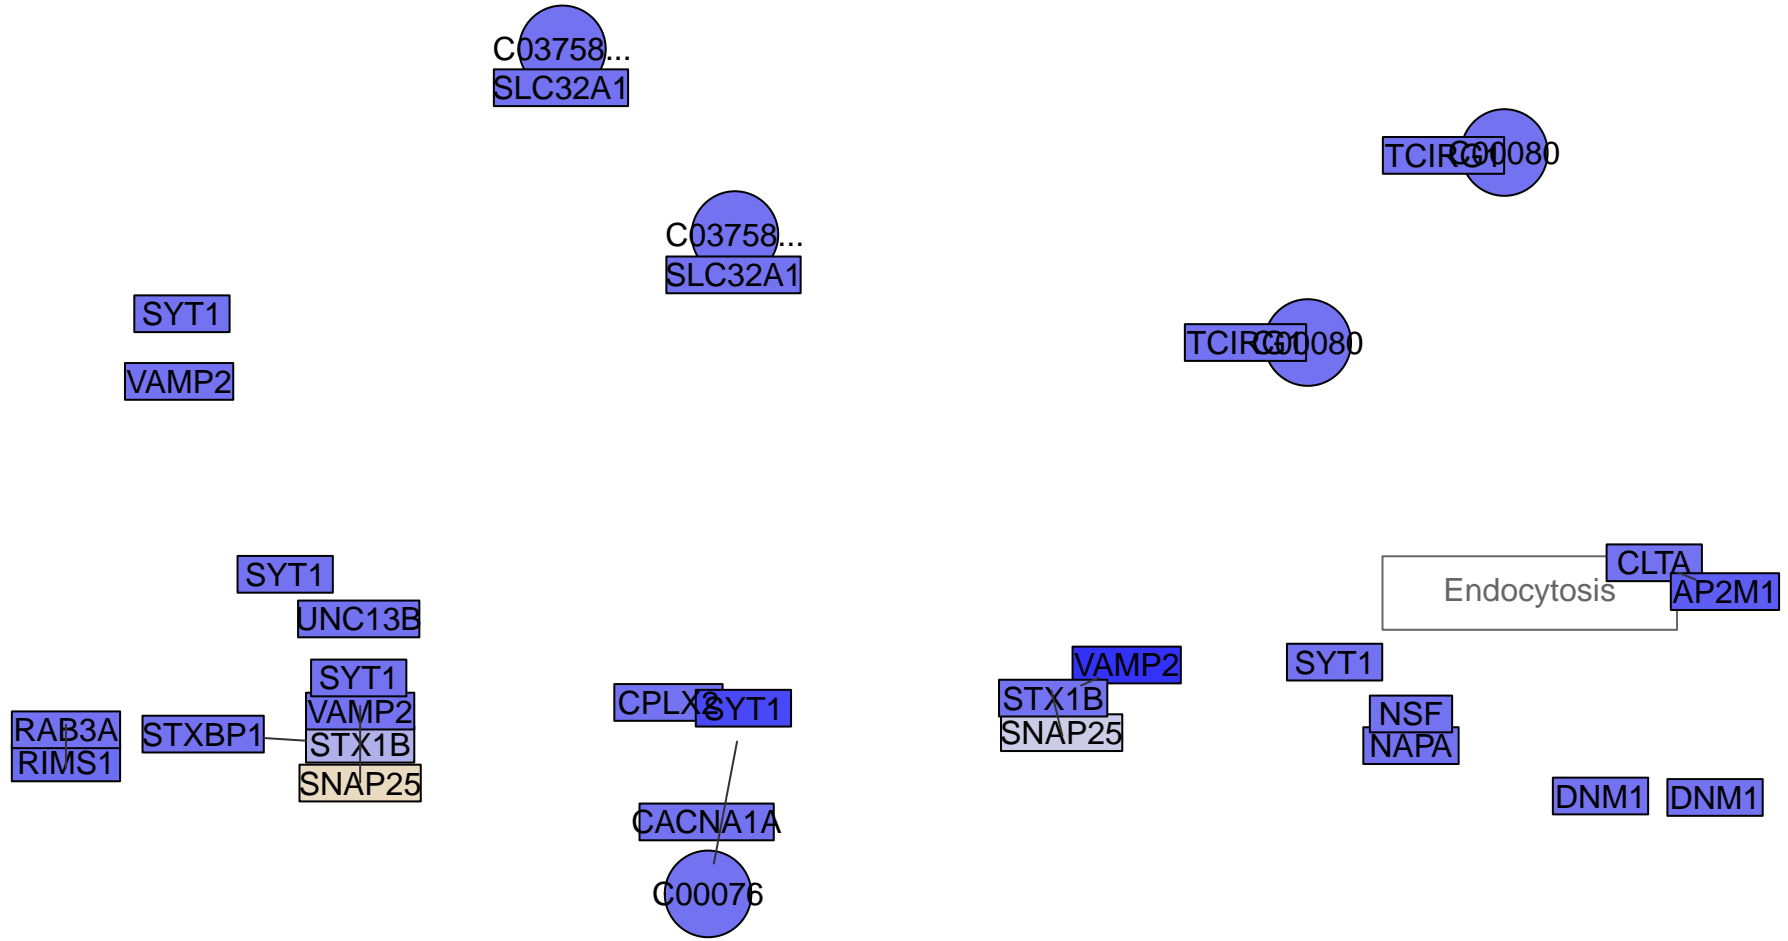 C03758...
SLC32A1
TCIRG1
C00080
C03758...
SLC32A1
SYT1
TCIRG1
C00080
VAMP2
SYT1
CLTA
Endocytosis
AP2M1
UNC13B
SYT1
VAMP2
SYT1
STX1B
CPLX2
SYT1
VAMP2
NSF
RAB3A
STXBP1
STX1B
SNAP25
NAPA
RIMS1
SNAP25
DNM1
DNM1
CACNA1A
C00076